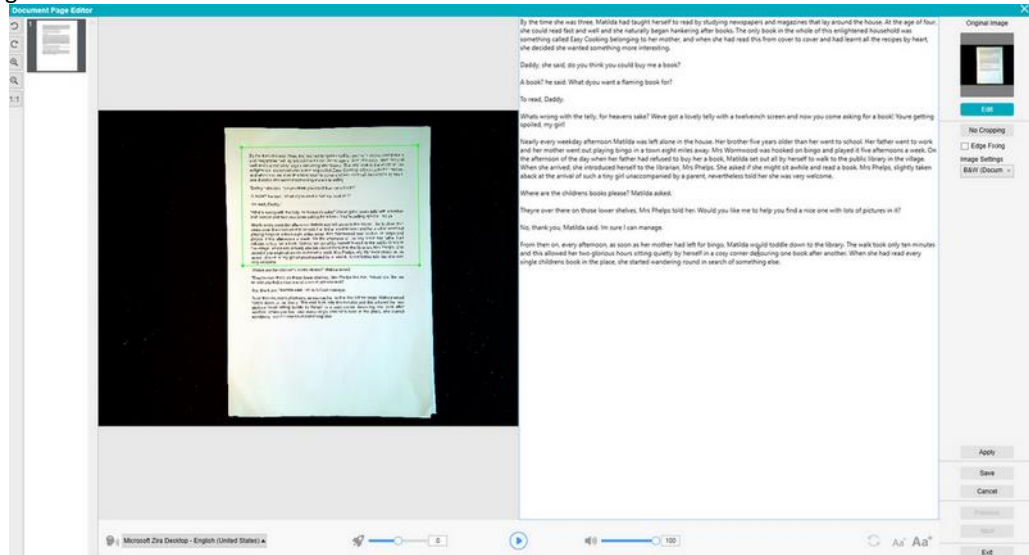 Document Page Editor
Original Image
1
1:1
By the time she was three, Matilda had taught herself to read by studying newspapers and magazines that lay around the house. At the age of four,
she could read fast and well and she naturally began hankering after books. The only book in the whole of this enlightened household was
something called Easy Cooking belonging to her mother, and when she had read this from cover to cover and had learnt all the recipes by heart,
she decided she wanted something more interesting.
Daddy, she said, do you think you could buy me a book?
A book? he said. What dyou want a flaming book for?
To read, Daddy.
Whats wrong with the telly, for heavens sake? Weve got a lovely telly with a twelveinch screen and now you come asking for a book! Youre getting
spoiled, my girl!
Nearly every weekday afternoon Matilda was left alone in the house. Her brother five years older than her went to school. Her father went to work
and her mother went out playing bingo in a town eight miles away. Mrs Wormwood was hooked on bingo and played it five afternoons a week. On
the afternoon of the day when her father had refused to buy her a book, Matilda set out all by herself to walk to the public library in the village.
When she arrived, she introduced herself to the librarian, Mrs Phelps. She asked if she might sit awhile and read a book. Mrs Phelps, slightly taken
aback at the arrival of such a tiny girl unaccompanied by a parent, nevertheless told her she was very welcome.
Where are the childrens books please? Matilda asked.
Theyre over there on those lower shelves, Mrs Phelps told her. Would you like me to help you find a nice one with lots of pictures in it?
No, thank you, Matilda said. Im sure I can manage.
From then on, every afternoon, as soon as her mother had left for bingo, Matilda would toddle down to the library. The walk took only ten minutes
and this allowed her two glorious hours sitting quietly by herself in a cosy corner devouring one book after another. When she had read every
single childrens book in the place, she started wandering round in search of something else.
Edit
No Cropping
Edge Fixing
Image Settings
B&W (Docum
Apply
Save
Cancel
Previous
Next
Exit
Microsoft Zira Desktop - English (United States)
0
100
Aa-
Aa+